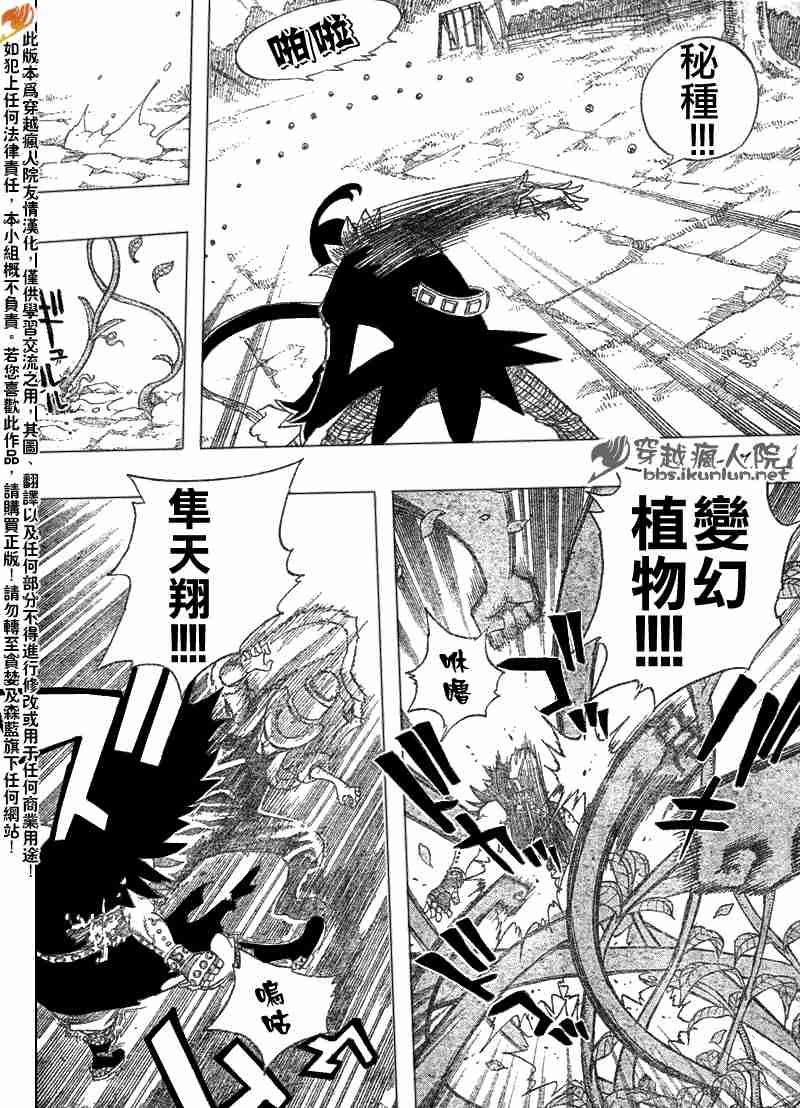 秘種!!!
啪啦
ギュルルル
變幻
植物!!!!
咻嚕
隼天翔!!!!
嗚咕
穿越瘋人院
bbs.ikunlun.net
此版本爲穿越瘋人院友情漢化，僅供學習交流之用，其圖、翻譯以及任何部分不得進行修改或用于任何商業用途！
如犯上任何法律責任，本小組概不負責。若您喜歡此作品，請購買正版！請勿轉至貪婪及森藍旗下任何網站！